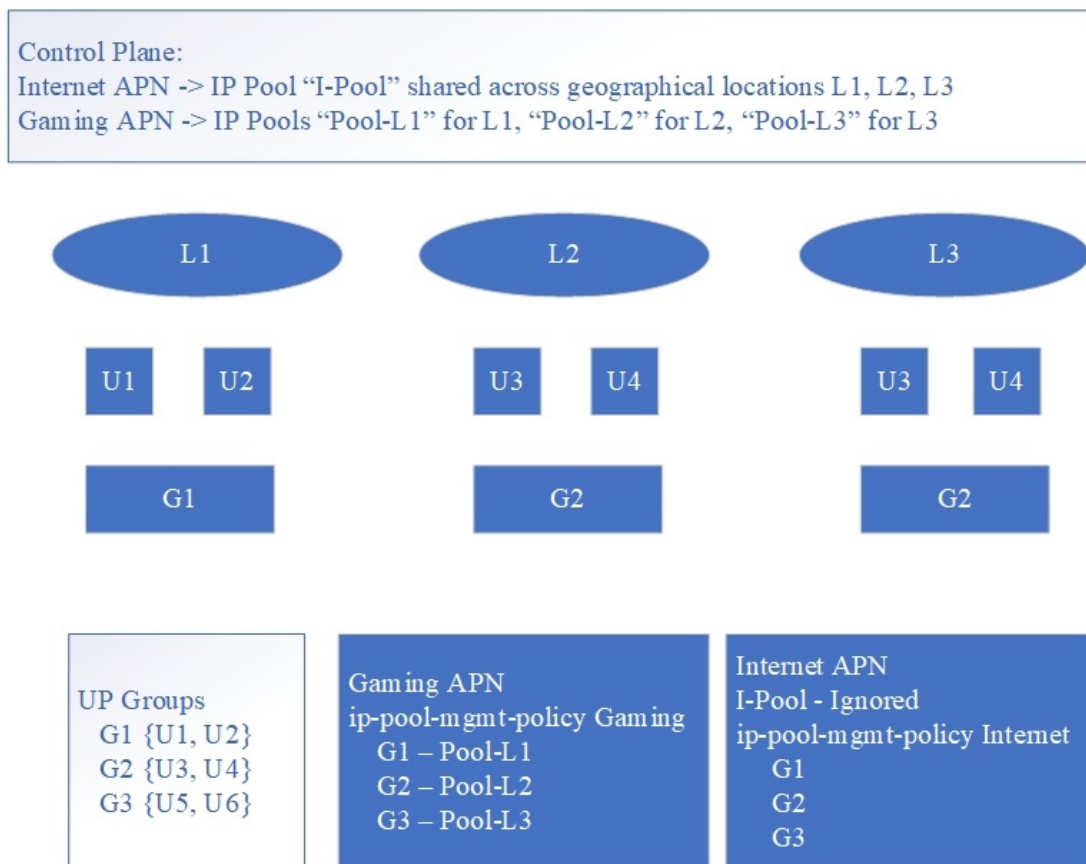 Control Plane:
Internet APN -> IP Pool “I-Pool” shared across geographical locations L1, L2, L3
Gaming APN -> IP Pools “Pool-L1” for L1, “Pool-L2” for L2, “Pool-L3” for L3
L1
L2
L3
U1
U2
U3
U4
U3
U4
G1
G2
G2
UP Groups
G1 {U1, U2}
G2 {U3, U4}
G3 {U5, U6}
Gaming APN
ip-pool-mgmt-policy Gaming
G1 – Pool-L1
G2 – Pool-L2
G3 – Pool-L3
Internet APN
I-Pool - Ignored
ip-pool-mgmt-policy Internet
G1
G2
G3